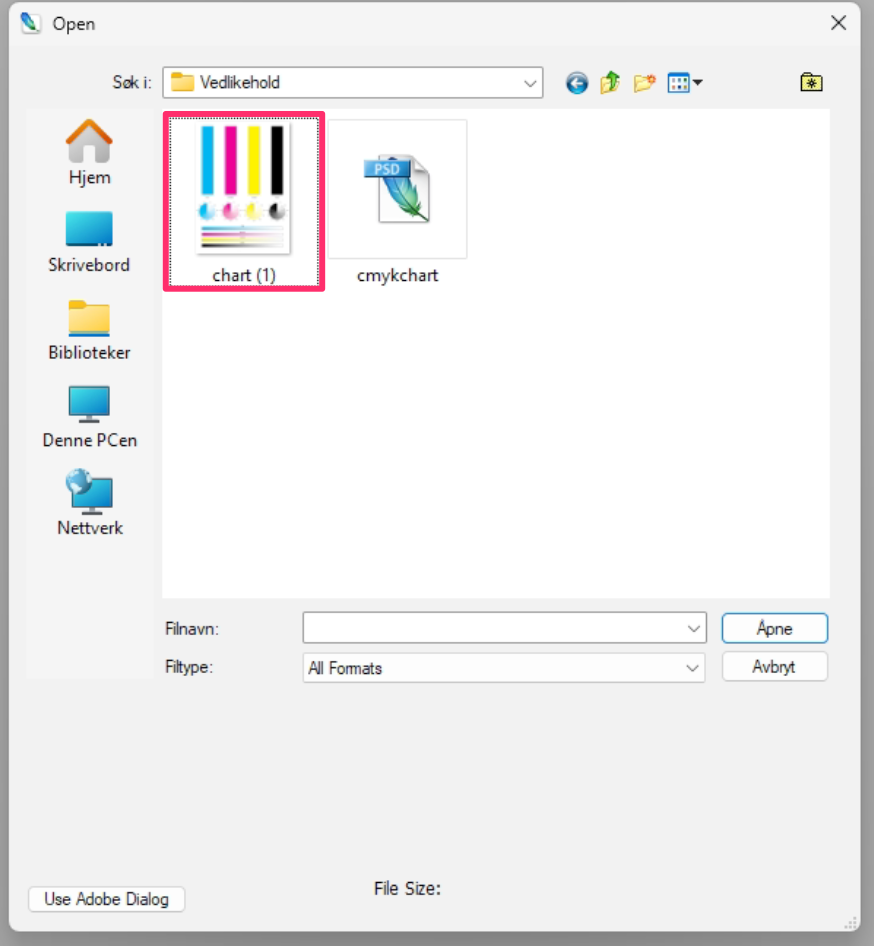 Open
Søk i:
Vedlikehold
Hjem
Skrivebord
Biblioteker
Denne PCen
Nettverk
PSD
chart (1)
cmykchart
Filnavn:
Åpne
Filtype:
All Formats
Avbryt
File Size:
Use Adobe Dialog